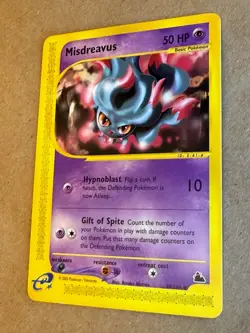 Misdreavus
50 HP
Basic Pokémon
Hypnoblast Flip a coin. If
heads, the Defending Pokémon is
now Asleep.
10
Gift of Spite Count the number
of your Pokémon in play with damage
counters on them. Put that many damage
counters on the Defending Pokémon.
weakness
resistance
retreat cost